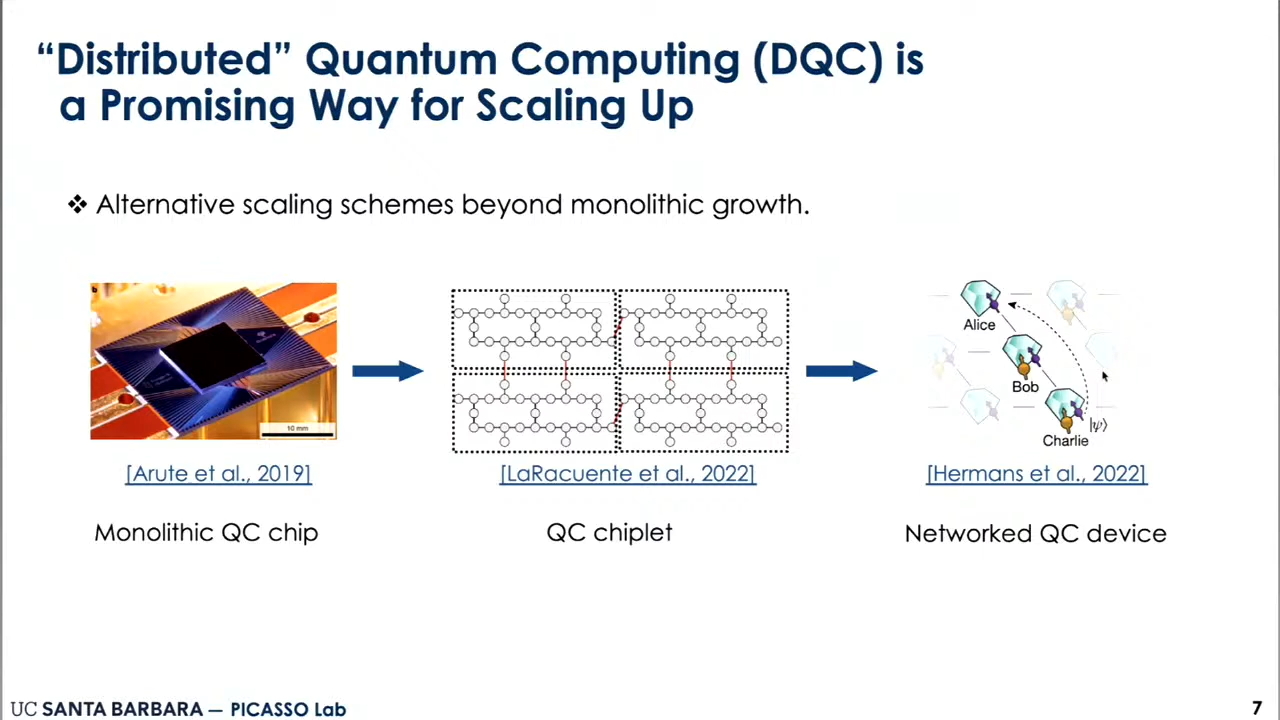 “Distributed” Quantum Computing (DQC) is
a Promising Way for Scaling Up
❖ Alternative scaling schemes beyond monolithic growth.
b
10 mm
Alice
Bob
|ψ⟩
Charlie
[Arute et al., 2019]
[LaRacuente et al., 2022]
[Hermans et al., 2022]
Monolithic QC chip
QC chiplet
Networked QC device
UC SANTA BARBARA — PICASSO Lab
7